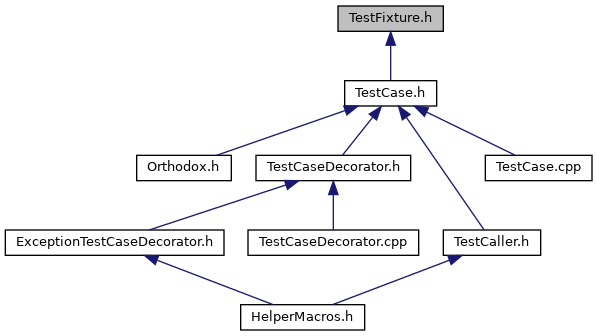 TestFixture.h
TestCase.h
Orthodox.h
TestCaseDecorator.h
TestCase.cpp
ExceptionTestCaseDecorator.h
TestCaseDecorator.cpp
TestCaller.h
HelperMacros.h